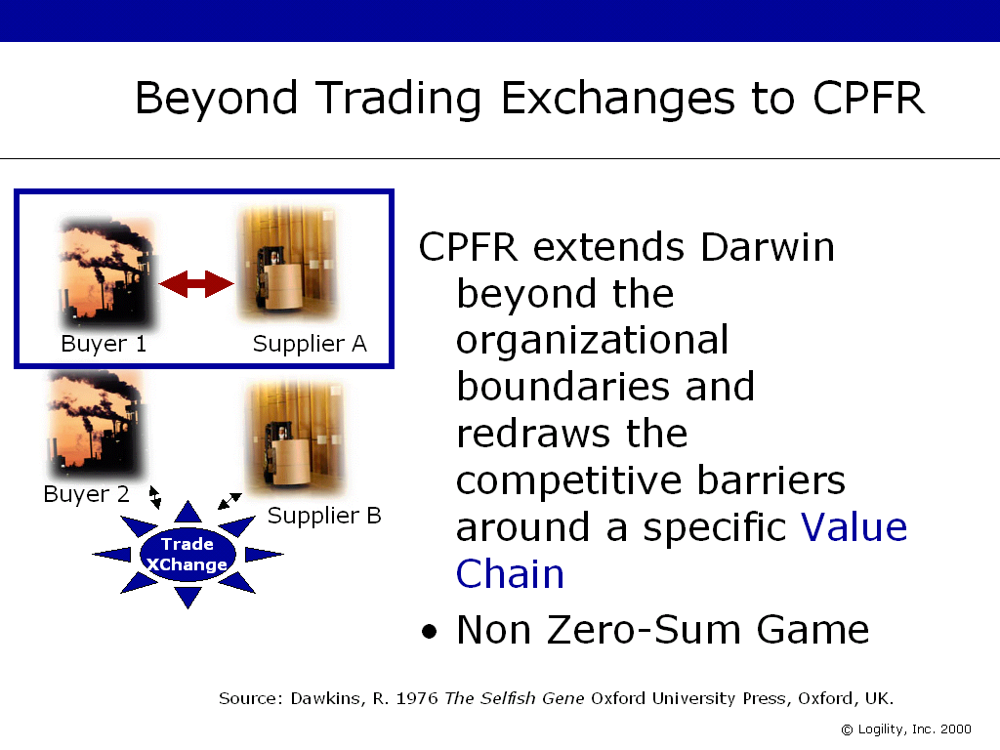 Beyond Trading Exchanges to CPFR
Buyer 1
Supplier A
Buyer 2
Supplier B
Trade
XChange
CPFR extends Darwin
beyond the
organizational
boundaries and
redraws the
competitive barriers
around a specific Value
Chain
• Non Zero-Sum Game
Source: Dawkins, R. 1976 The Selfish Gene Oxford University Press, Oxford, UK.
© Logility, Inc. 2000